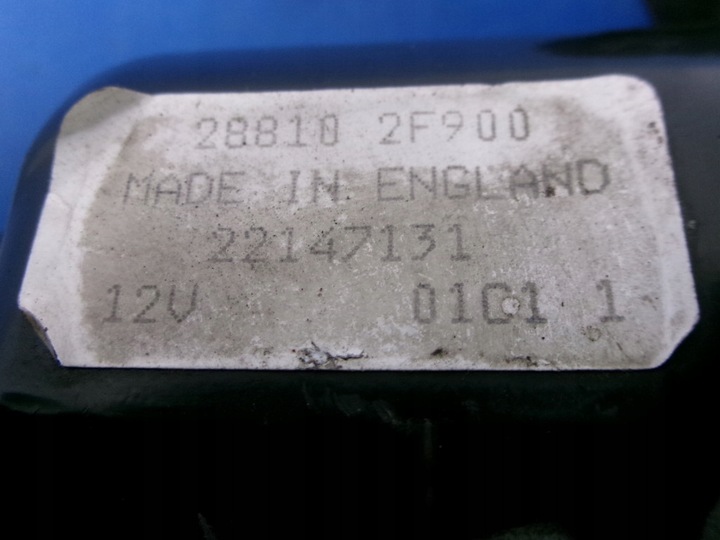 28810 2F900
MADE IN ENGLAND
22147131
12V 01C1 1